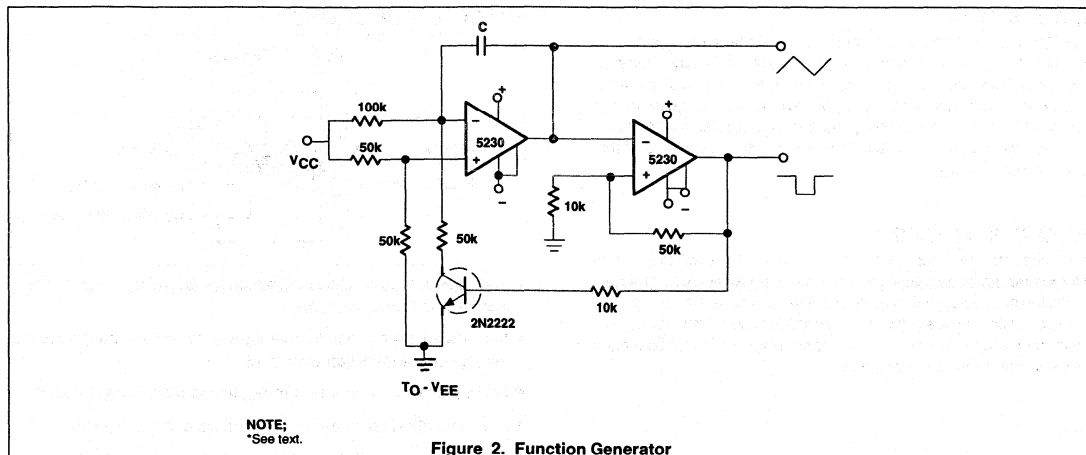 C
100k
50k
VCC
−
+
5230
+
−
−
+
5230
+
−
10k
50k
50k
50k
10k
2N2222
TO - VEE
NOTE;
*See text.
Figure 2. Function Generator